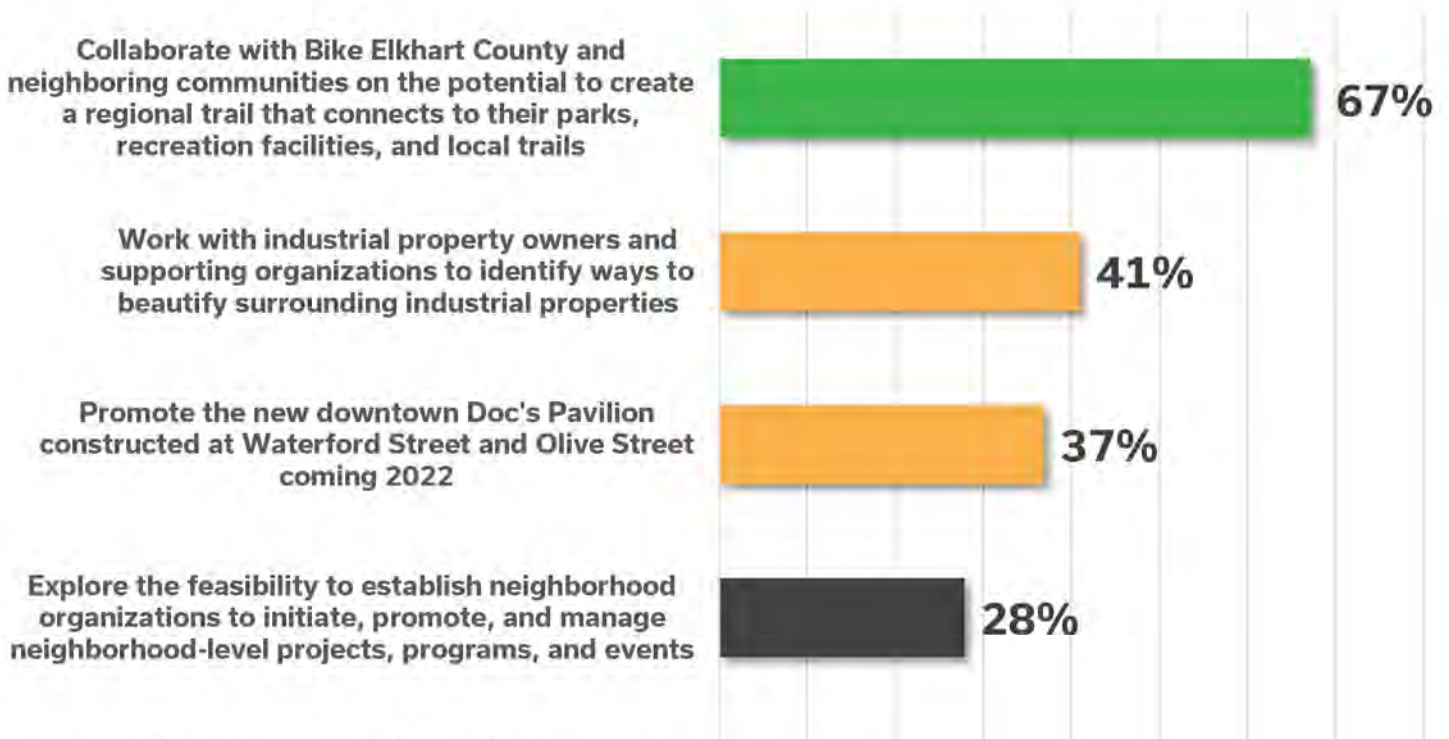 Collaborate with Bike Elkhart County and
neighboring communities on the potential to create
a regional trail that connects to their parks,
recreation facilities, and local trails
67%
Work with industrial property owners and
supporting organizations to identify ways to
beautify surrounding industrial properties
41%
Promote the new downtown Doc's Pavilion
constructed at Waterford Street and Olive Street
coming 2022
37%
Explore the feasibility to establish neighborhood
organizations to initiate, promote, and manage
neighborhood-level projects, programs, and events
28%